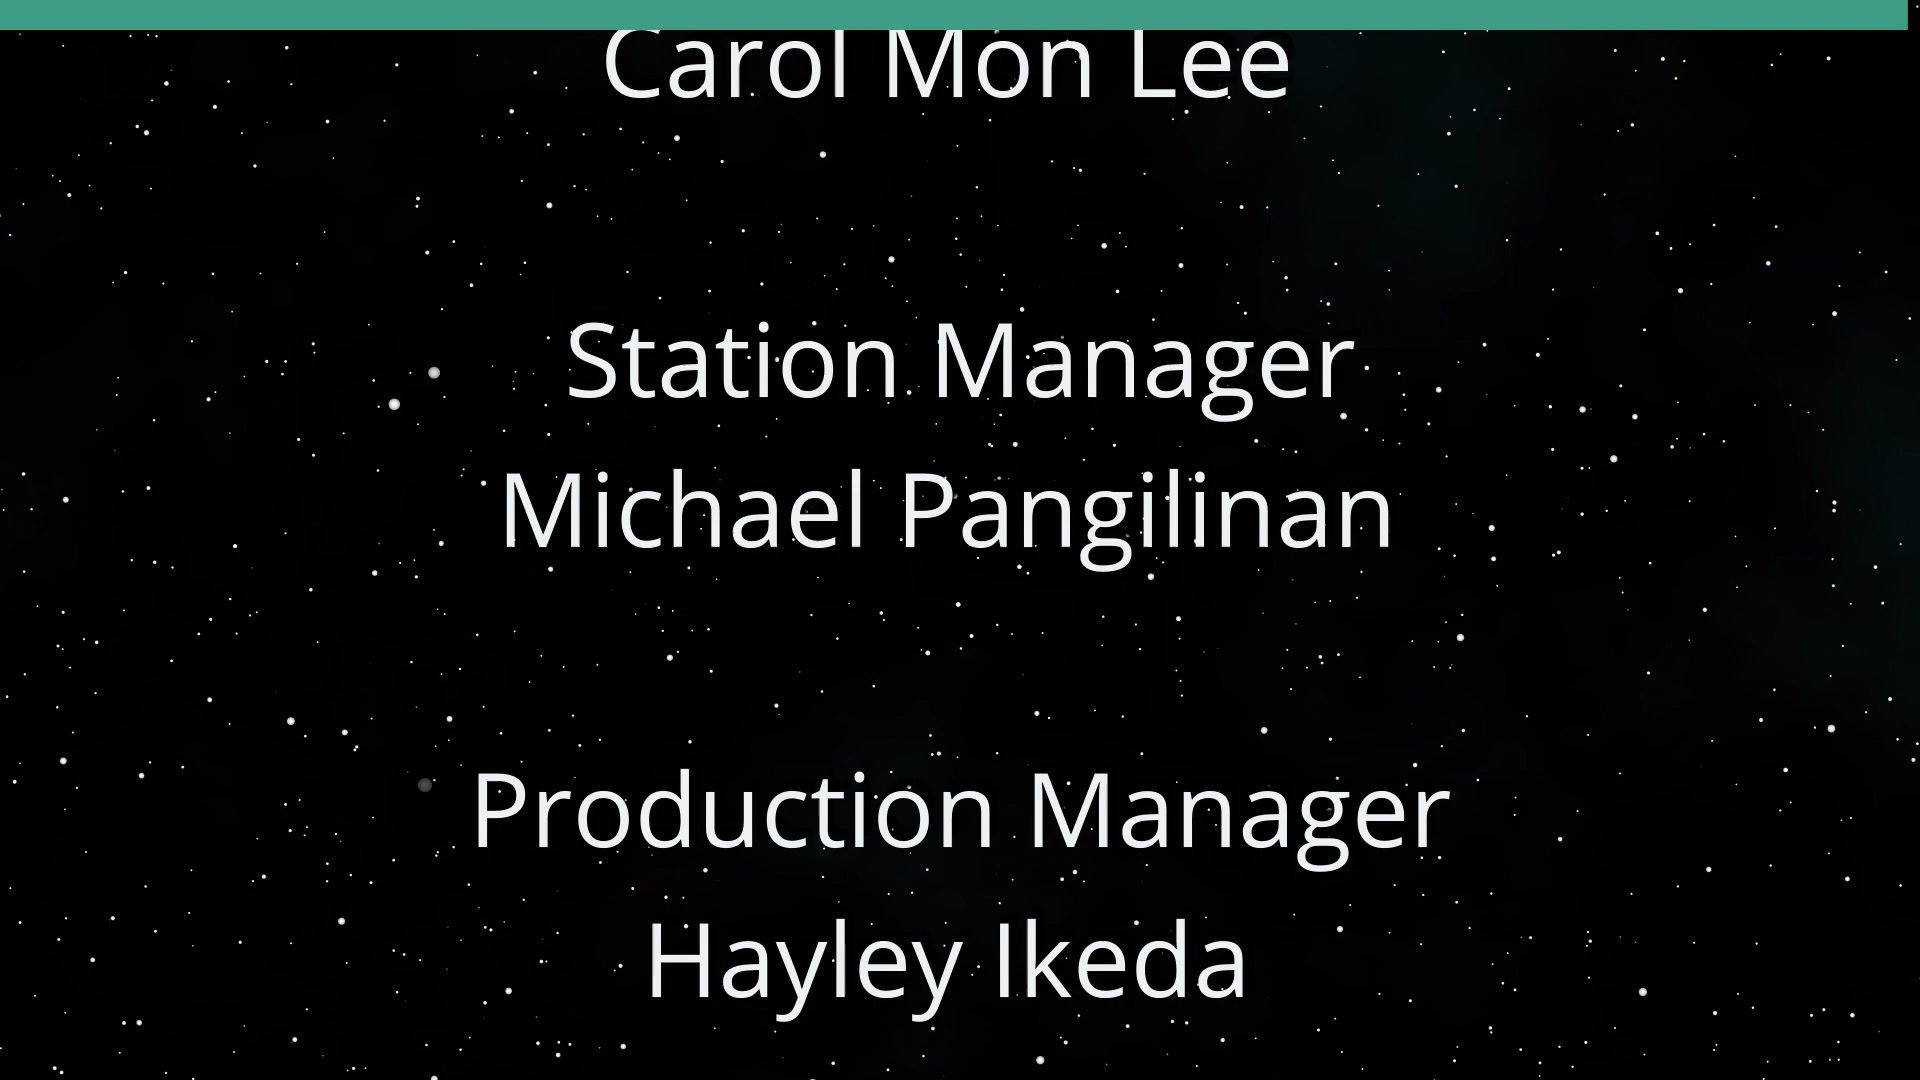 Carol Mon Lee
Station Manager
Michael Pangilinan
Production Manager
Hayley Ikeda